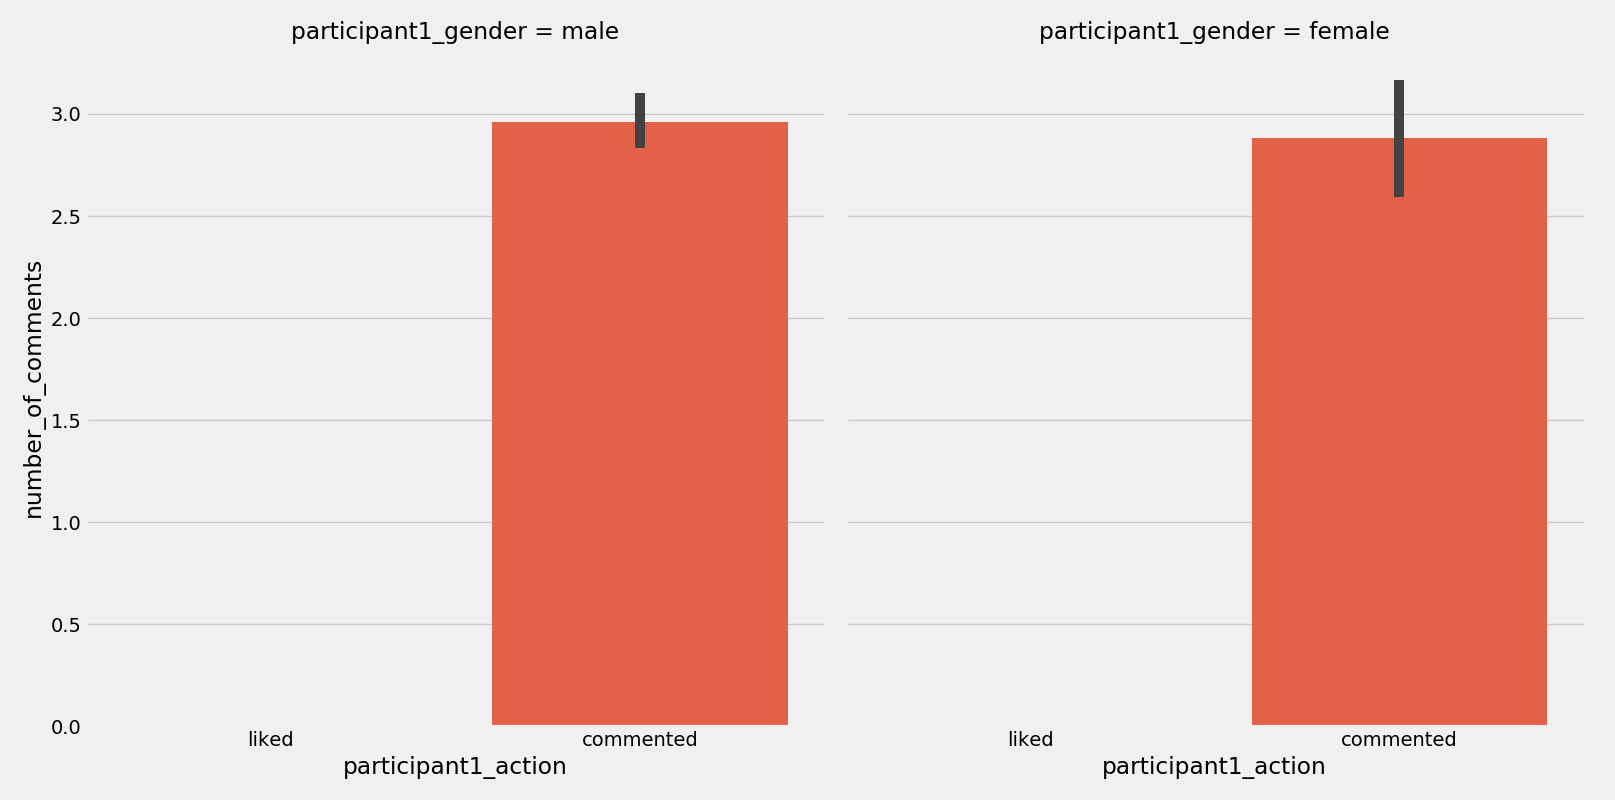 participant1_gender = male
participant1_gender = female
number_of_comments
3.0
2.5
2.0
1.5
1.0
0.5
0.0
liked commented
liked commented
participant1_action
participant1_action